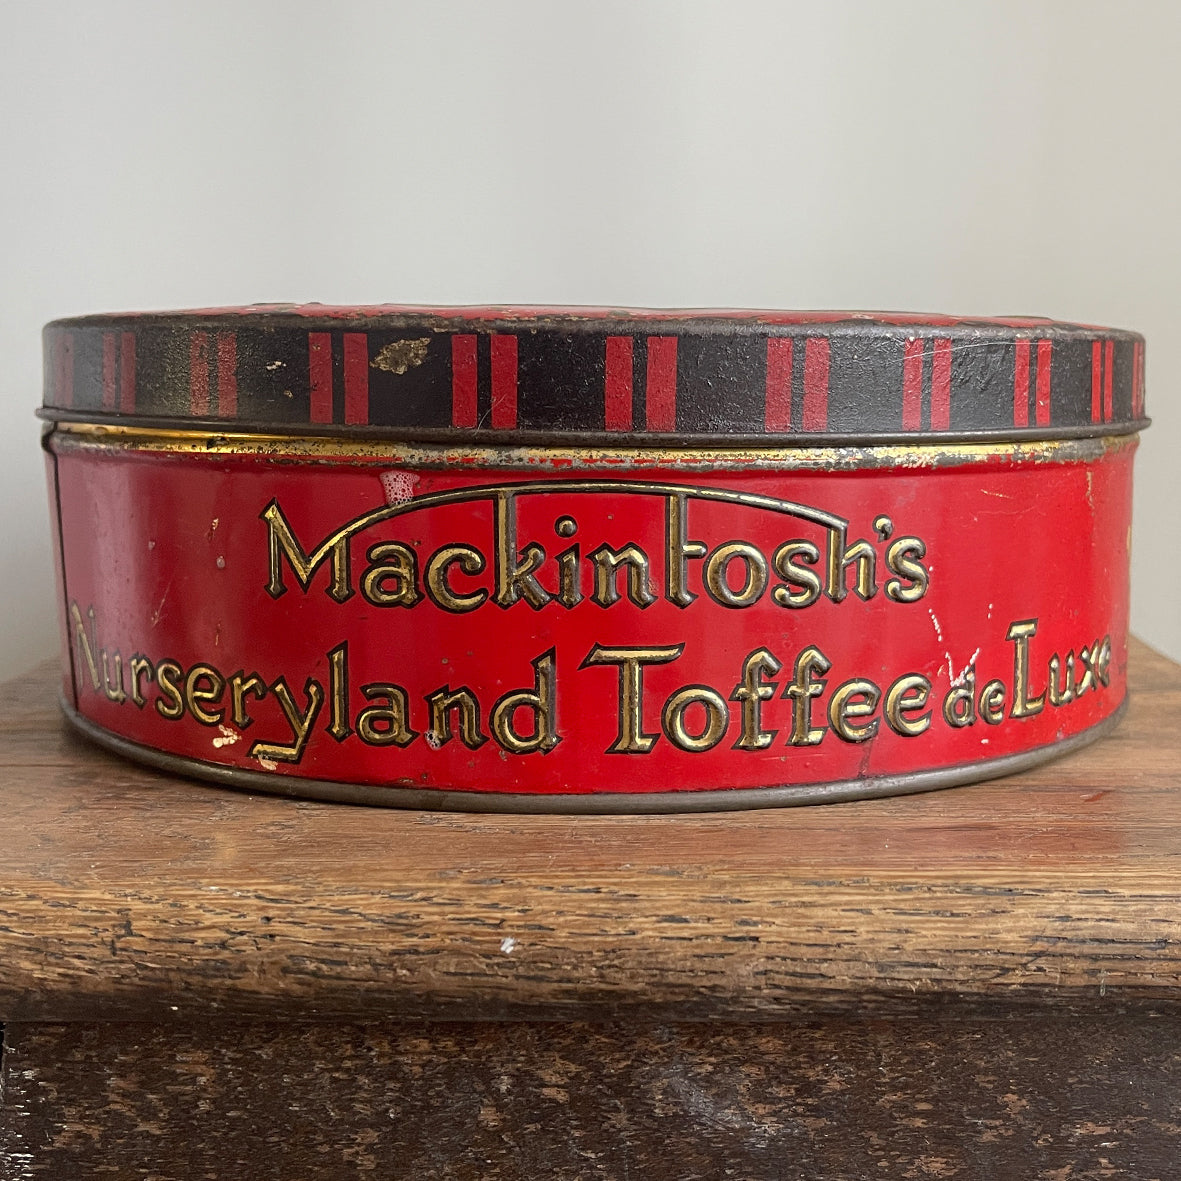 Mackintosh's
Nurseryland Toffee de Luxe